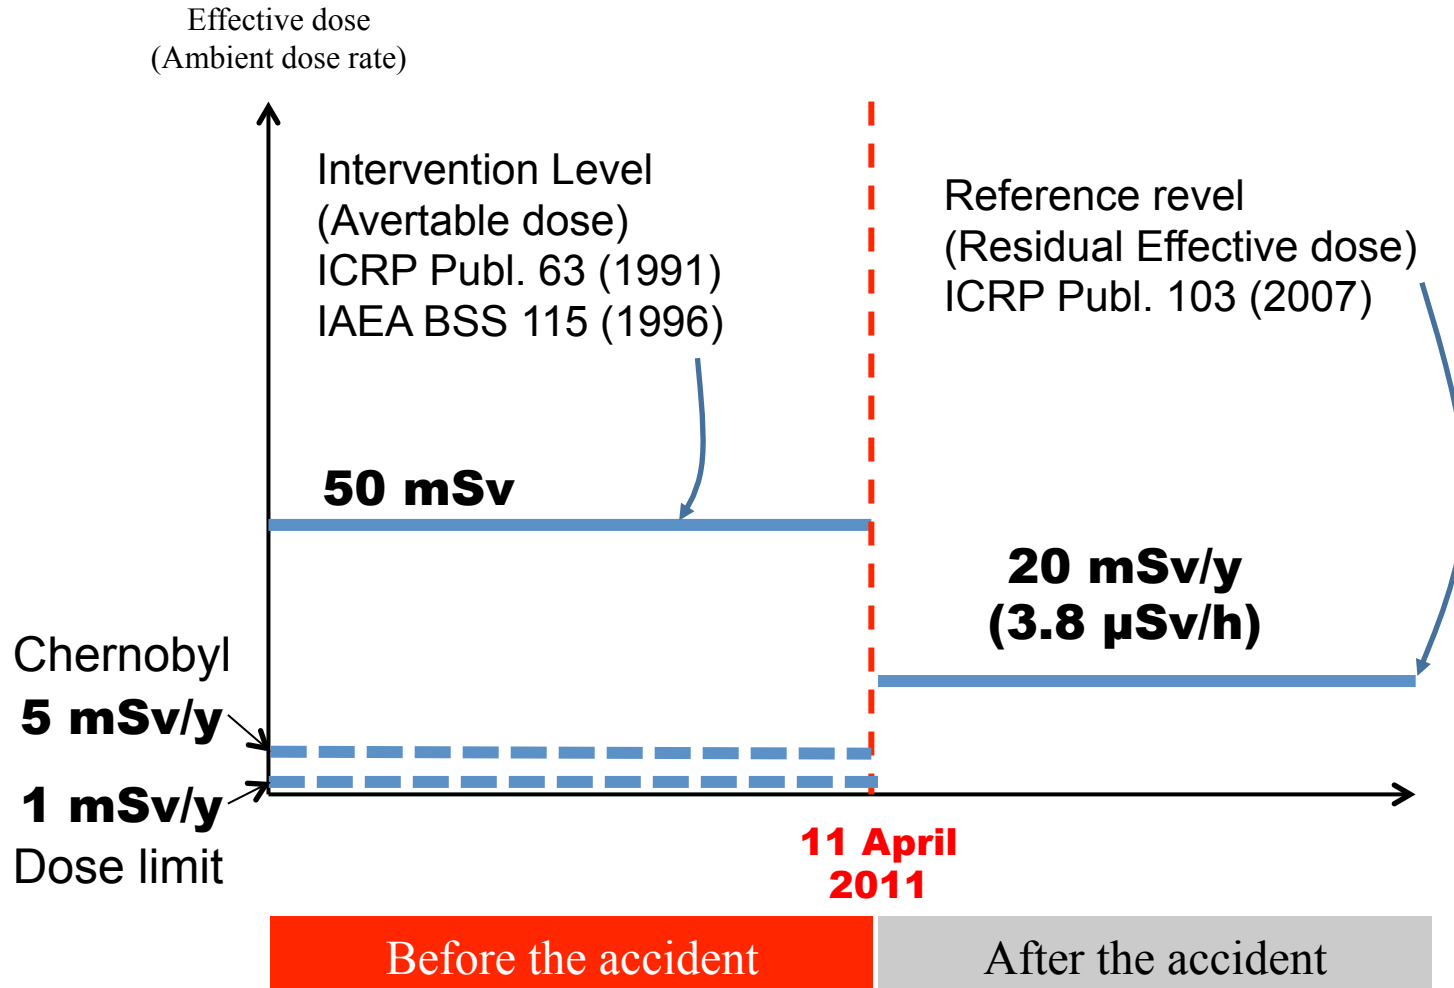 Effective dose
(Ambient dose rate)
Intervention Level
(Avertable dose)
ICRP Publ. 63 (1991)
IAEA BSS 115 (1996)
Reference revel
(Residual Effective dose)
ICRP Publ. 103 (2007)
50 mSv
20 mSv/y
(3.8 µSv/h)
Chernobyl
5 mSv/y
1 mSv/y
Dose limit
11 April
2011
Before the accident
After the accident